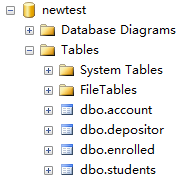 newtest
Database Diagrams
Tables
System Tables
FileTables
dbo.account
dbo.depositor
dbo.enrolled
dbo.students